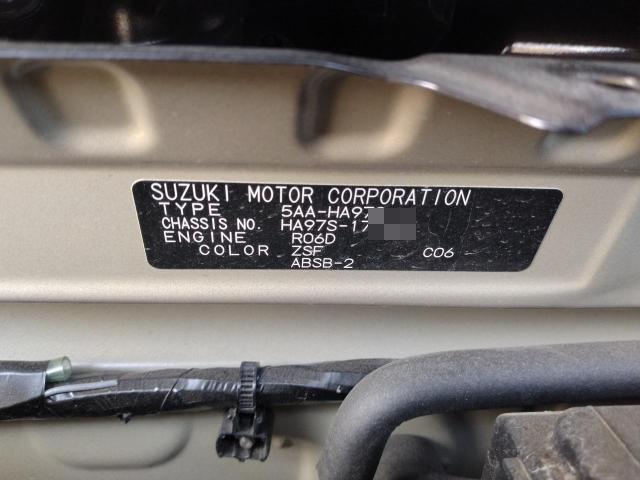 SUZUKI MOTOR CORPORATION
TYPE 5AA-HA97
CHASSIS NO. HA97S-17
ENGINE R06D
COLOR ZSF C06
ABSB-2